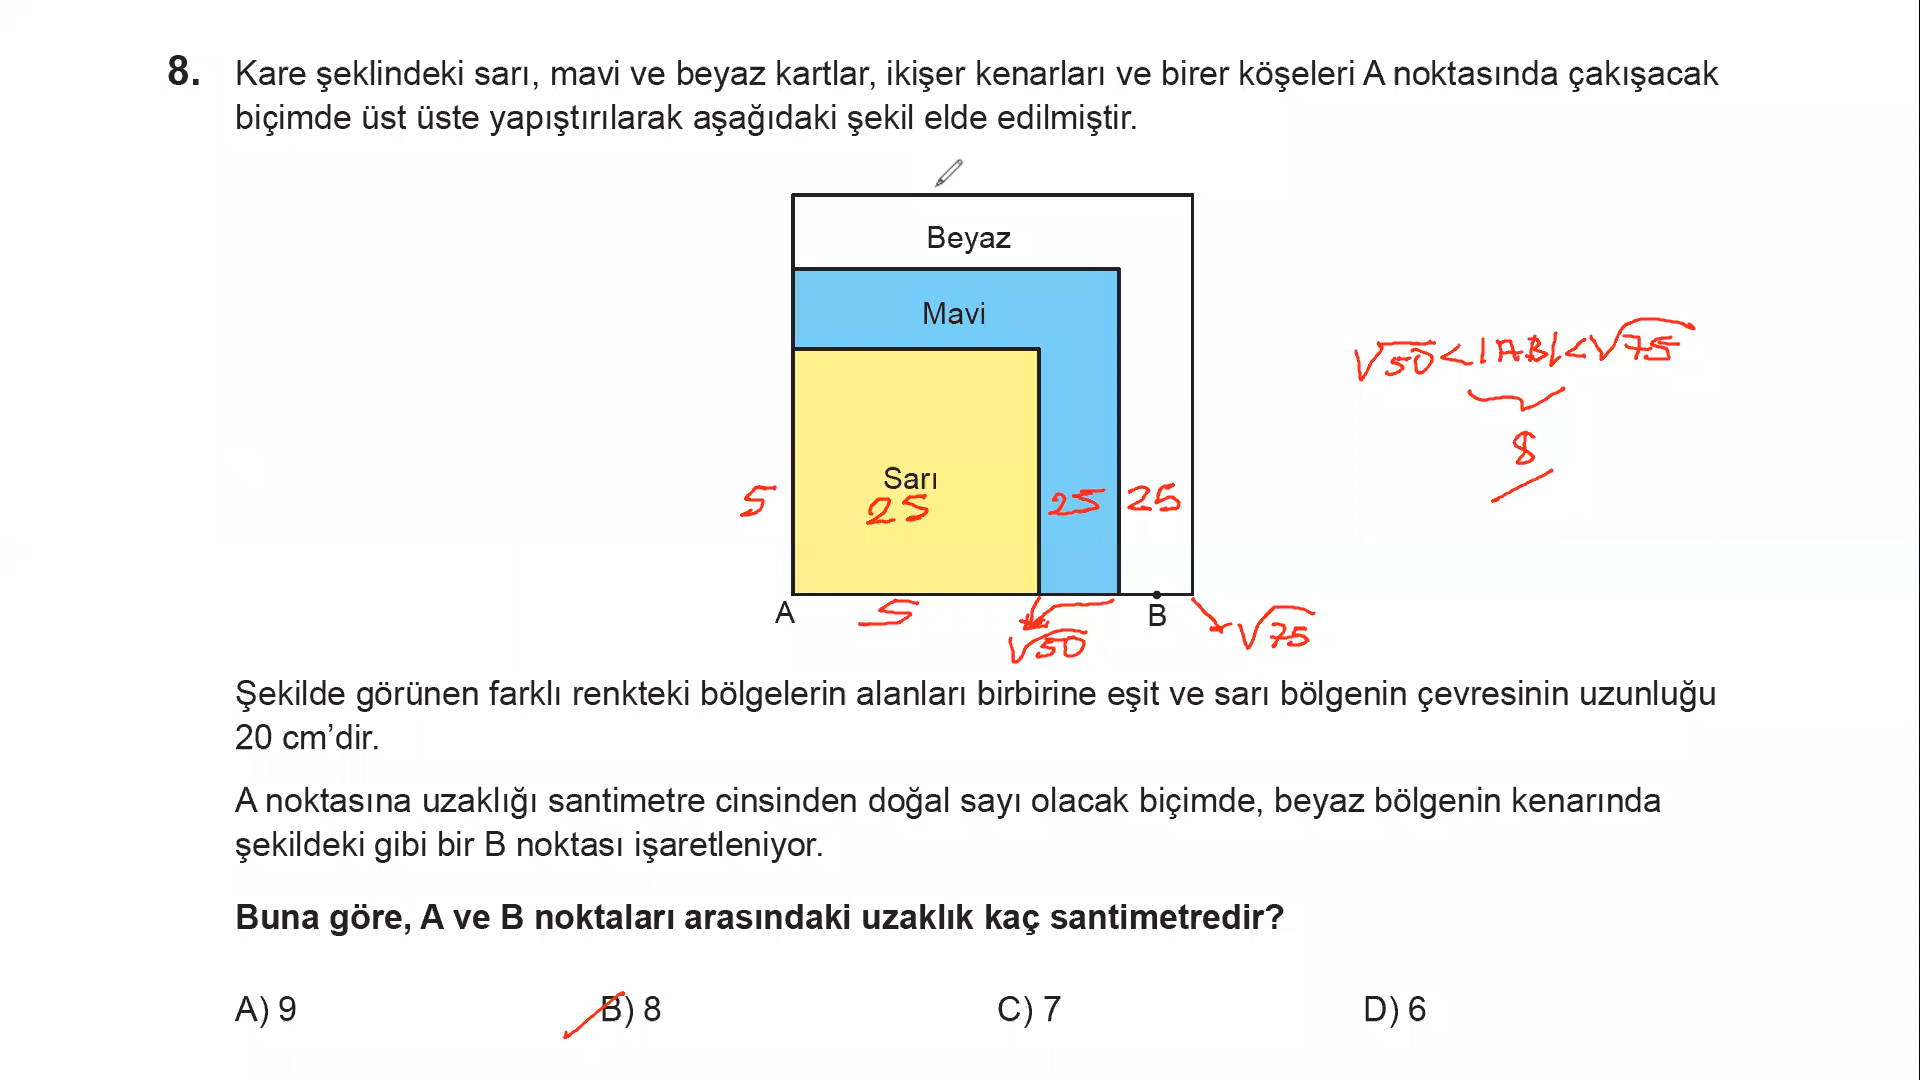 8. Kare şeklindeki sarı, mavi ve beyaz kartlar, ikişer kenarları ve birer köşeleri A noktasında çakışacak
biçimde üst üste yapıştırılarak aşağıdaki şekil elde edilmiştir.
Beyaz
Mavi
√50 < |AB| < √75
8
Sarı
5 25 25 25
A 5 √50 B √75
Şekilde görünen farklı renkteki bölgelerin alanları birbirine eşit ve sarı bölgenin çevresinin uzunluğu
20 cm’dir.
A noktasına uzaklığı santimetre cinsinden doğal sayı olacak biçimde, beyaz bölgenin kenarında
şekildeki gibi bir B noktası işaretleniyor.
Buna göre, A ve B noktaları arasındaki uzaklık kaç santimetredir?
A) 9 B) 8 C) 7 D) 6